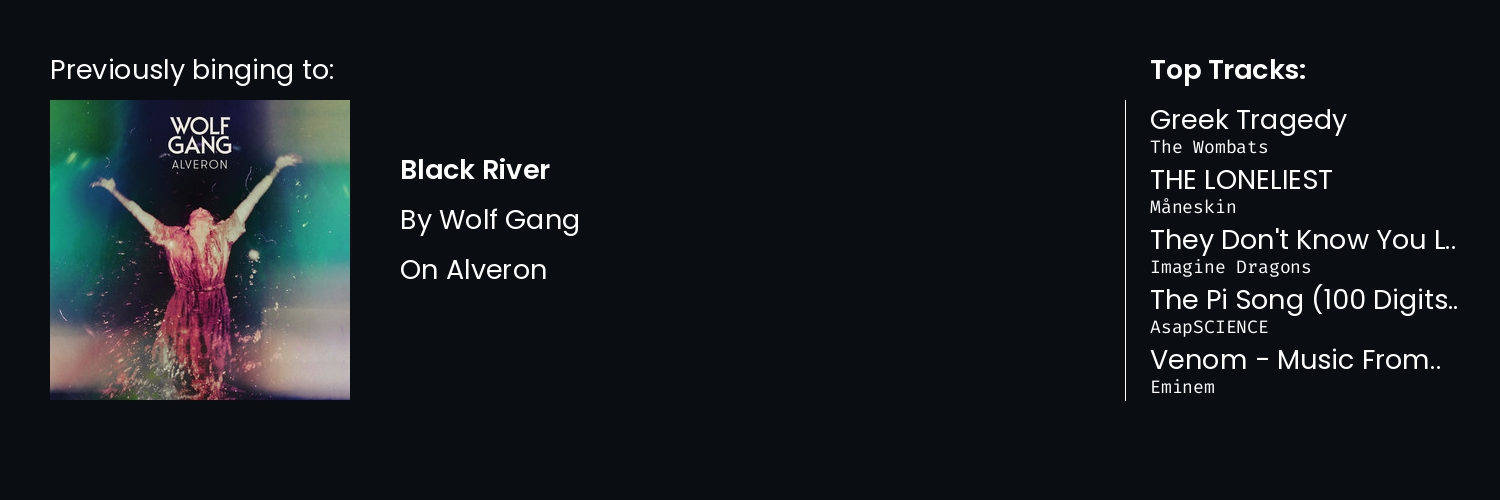 Previously binging to:
WOLF
GANG
ALVERON
Black River
By Wolf Gang
On Alveron
Top Tracks:
Greek Tragedy
The Wombats
THE LONELIEST
Måneskin
They Don't Know You L..
Imagine Dragons
The Pi Song (100 Digits..
AsapSCIENCE
Venom - Music From..
Eminem